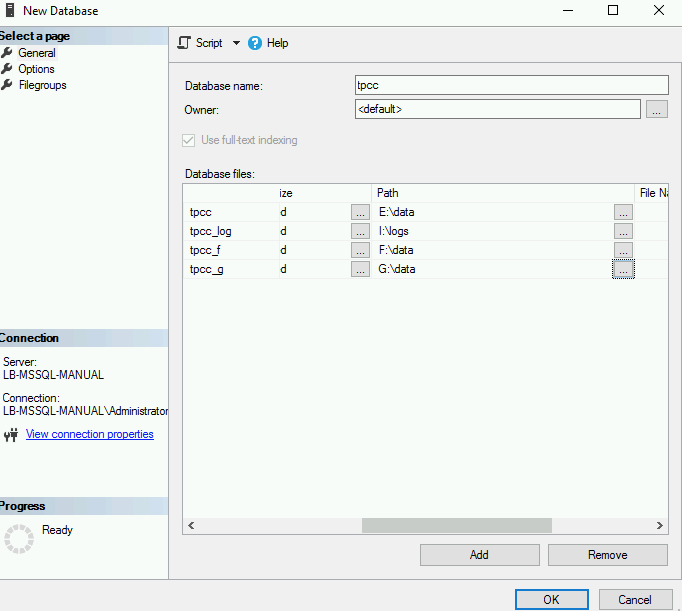 New Database
Select a page
General
Options
Filegroups
Script
Help
Database name:
tpcc
Owner:
<default>
...
Use full-text indexing
Database files:
ize
Path
File Na
tpcc
d
...
E:\data
...
tpcc_log
d
...
I:\logs
...
tpcc_f
d
...
F:\data
...
tpcc_g
d
...
G:\data
...
Connection
Server:
LB-MSSQL-MANUAL
Connection:
LB-MSSQL-MANUAL\Administrator
View connection properties
Progress
Ready
Add
Remove
OK
Cancel